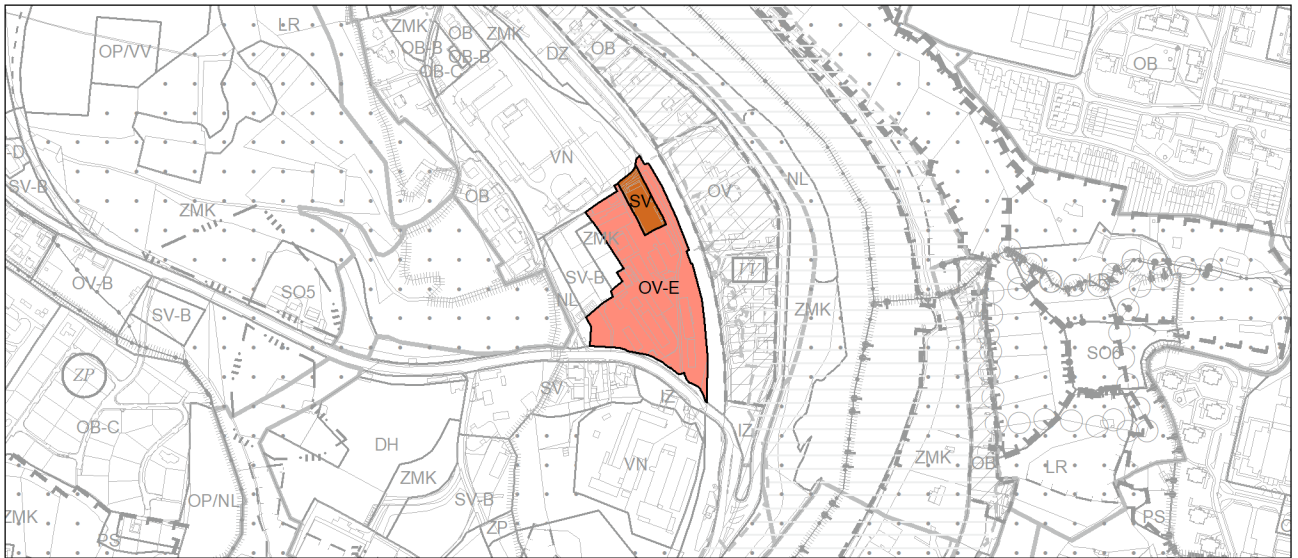 LR
ZMK
OB
ZMK
OP/VV
OB-B
OB-B
OB-C
DZ
OB
OB
VN
-D
SV-B
ZMK
OB
SV
OV
NL
ZMK
OV-B
SO5
SV-B
NL
OV-E
VV
ZMK
LR
SV-B
SO6
ZP
OB-C
SV
IZ
IZ
DH
ZMK
VN
ZMK
OB
LR
OP/NL
SV-B
ZP
ZMK
PS
PS